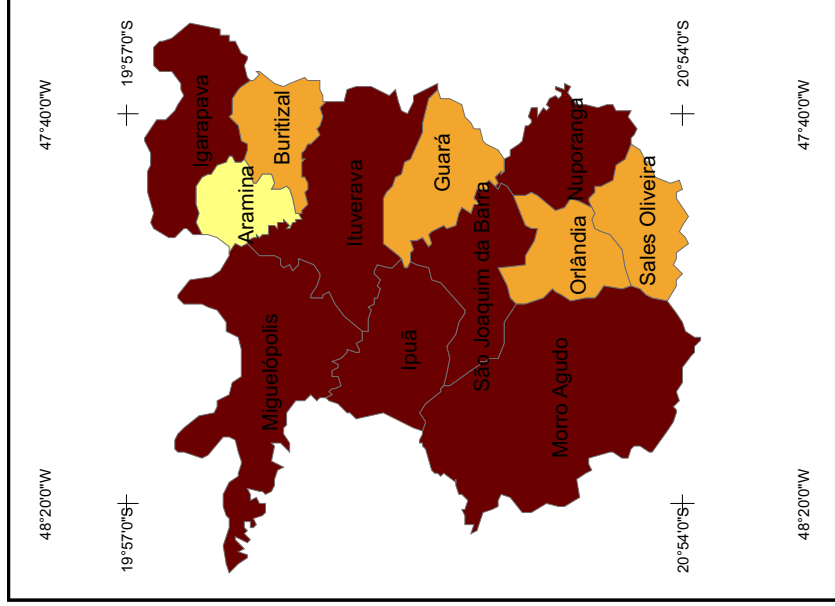 48°20'0"W
47°40'0"W
19°57'0"S
19°57'0"S
Igarapava
Aramina
Miguelópolis
Buritizal
Ituverava
Ipuã
Guará
São Joaquim da Barra
Morro Agudo
Orlândia
Nuporanga
Sales Oliveira
20°54'0"S
20°54'0"S
48°20'0"W
47°40'0"W